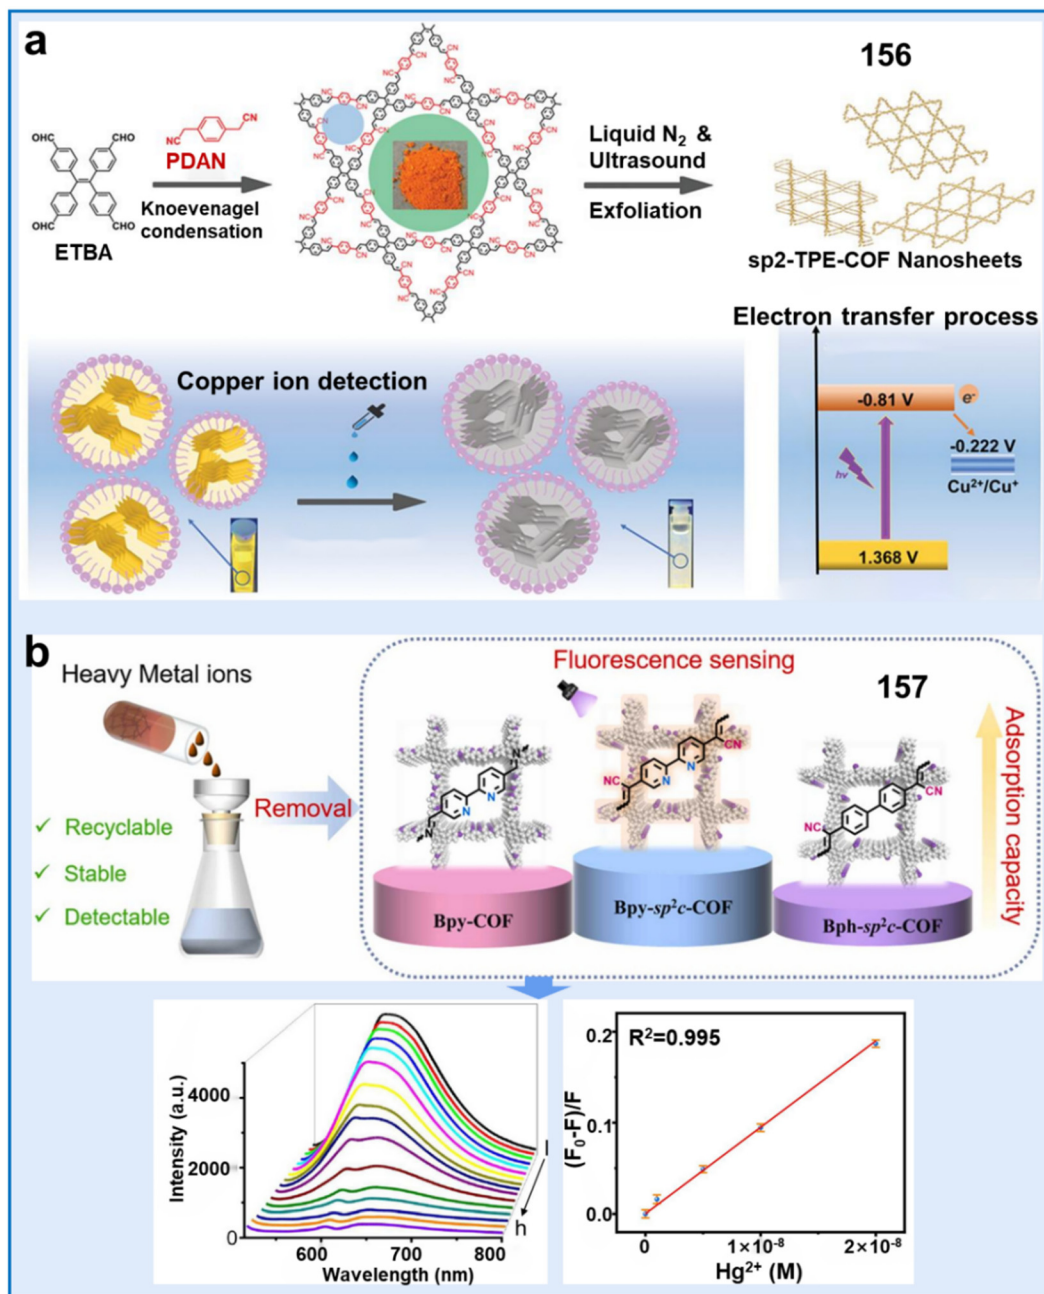 a
156
CHO
CHO
CHO
CHO
ETBA
CN
NC
PDAN
Knoevenagel
condensation
Liquid N₂ &
Ultrasound
Exfoliation
sp2-TPE-COF Nanosheets
Copper ion detection
Electron transfer process
-0.81 V
e⁻
-0.222 V
Cu²⁺/Cu⁺
hv
1.368 V
b
Heavy Metal ions
✓ Recyclable
✓ Stable
✓ Detectable
Removal
Fluorescence sensing
157
Adsorption capacity
N
N
N
N
Bpy-COF
NC
CN
N
N
Bpy-sp²c-COF
NC
CN
Bph-sp²c-COF
Intensity (a.u.)
4000
2000
0
600
700
800
Wavelength (nm)
h
R²=0.995
(F₀-F)/F
0.2
0.1
0.0
0
1×10⁻⁸
2×10⁻⁸
Hg²⁺ (M)